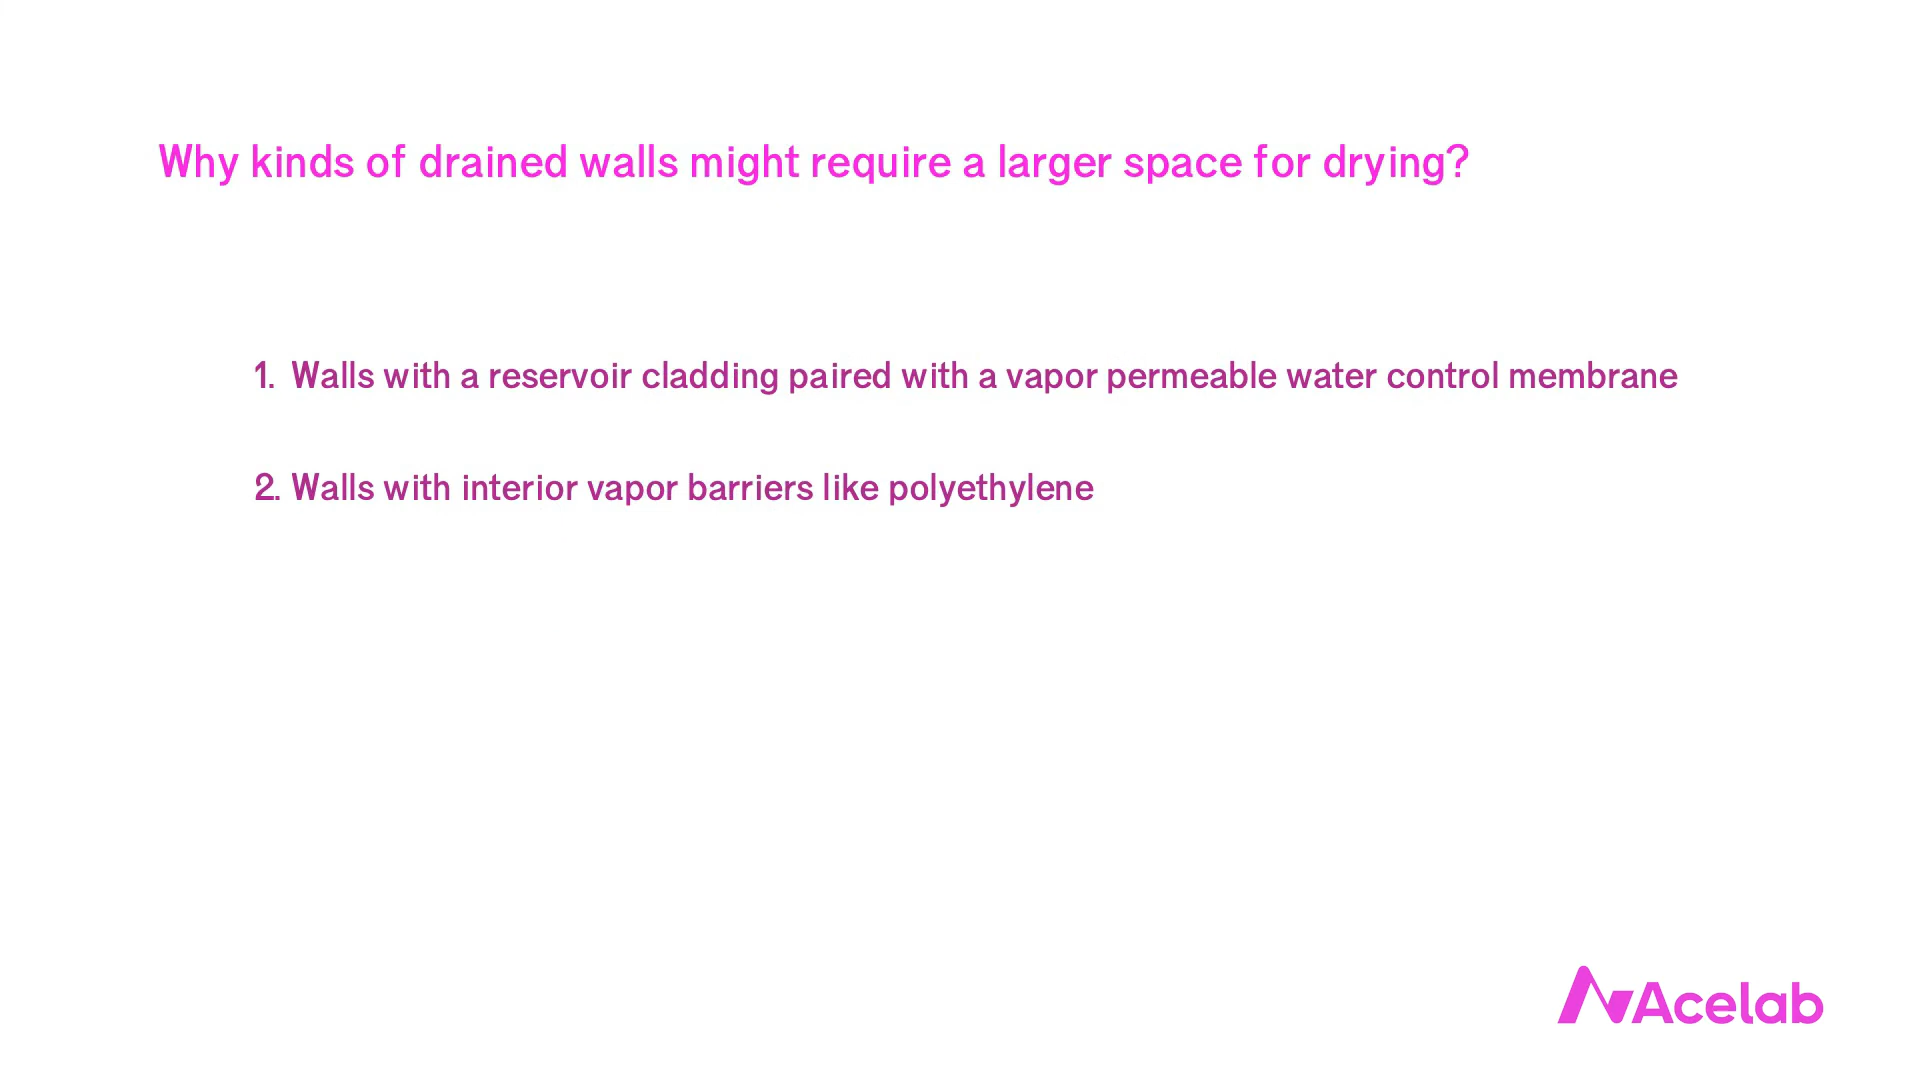 Why kinds of drained walls might require a larger space for drying?
1. Walls with a reservoir cladding paired with a vapor permeable water control membrane
2. Walls with interior vapor barriers like polyethylene
Acelab